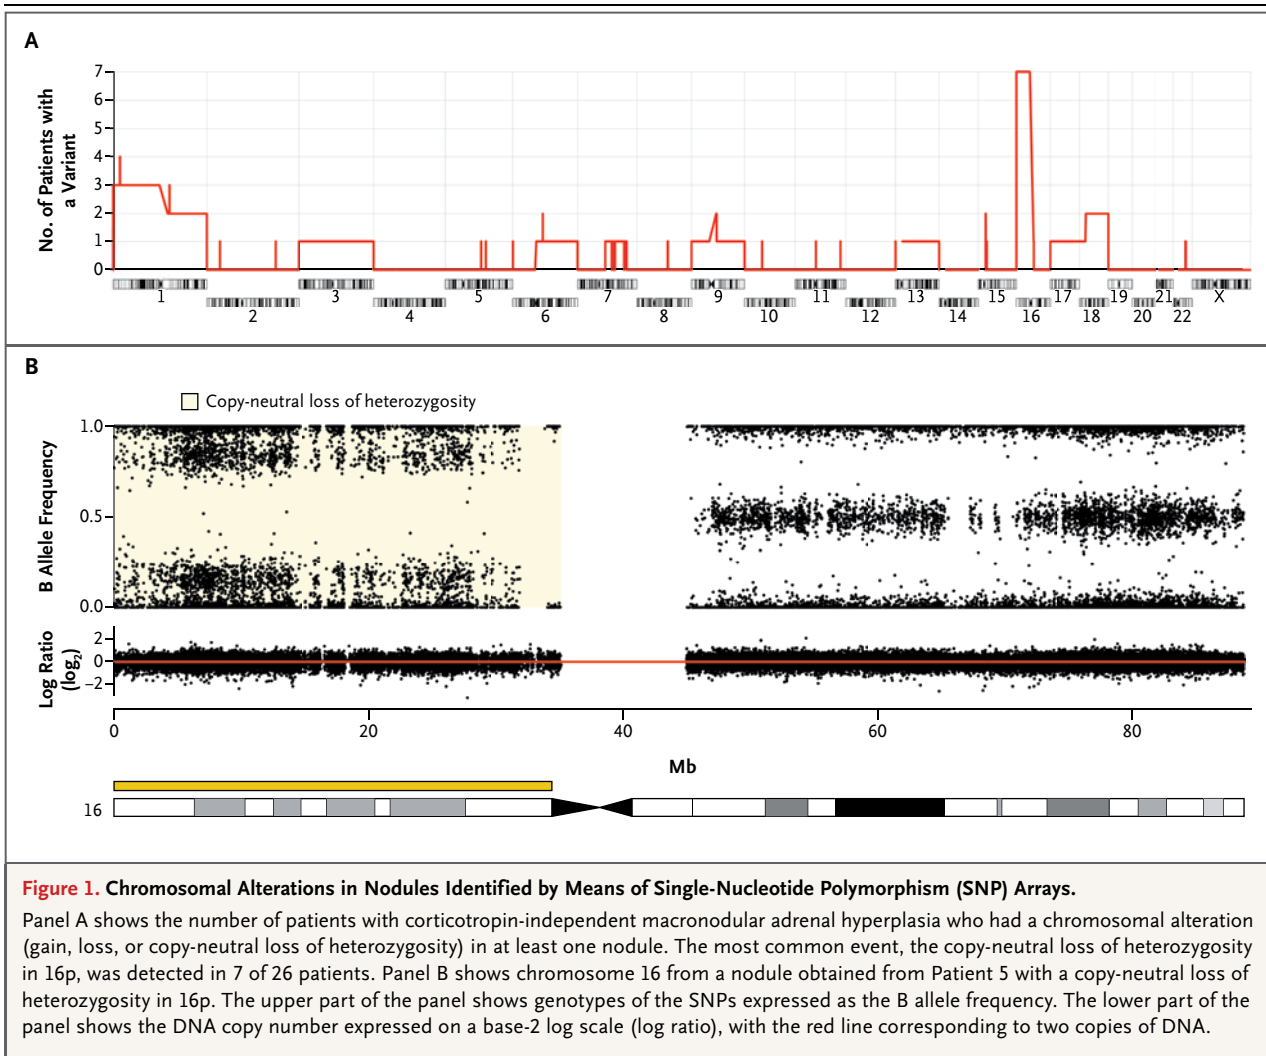 A
No. of Patients with
a Variant
7
6
5
4
3
2
1
0
1 3 5 7 9 11 13 15 17 19 21 X
2 4 6 8 10 12 14 16 18 20 22
B
Copy-neutral loss of heterozygosity
B Allele Frequency
1.0
0.5
0.0
Log Ratio
(log2)
2
0
−2
0 20 40 60 80
Mb
16
Figure 1. Chromosomal Alterations in Nodules Identified by Means of Single-Nucleotide Polymorphism (SNP) Arrays.
Panel A shows the number of patients with corticotropin-independent macronodular adrenal hyperplasia who had a chromosomal alteration
(gain, loss, or copy-neutral loss of heterozygosity) in at least one nodule. The most common event, the copy-neutral loss of heterozygosity
in 16p, was detected in 7 of 26 patients. Panel B shows chromosome 16 from a nodule obtained from Patient 5 with a copy-neutral loss of
heterozygosity in 16p. The upper part of the panel shows genotypes of the SNPs expressed as the B allele frequency. The lower part of the
panel shows the DNA copy number expressed on a base-2 log scale (log ratio), with the red line corresponding to two copies of DNA.